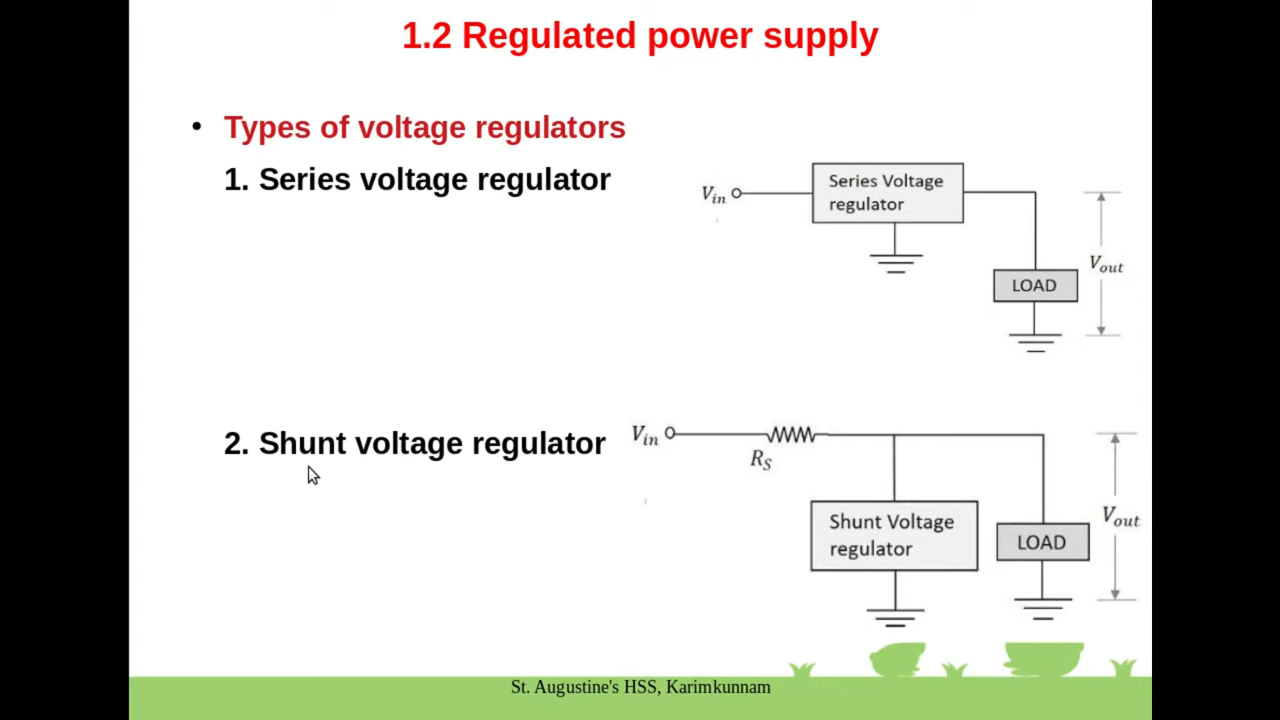 1.2 Regulated power supply
• Types of voltage regulators
1. Series voltage regulator
Vin
Series Voltage
regulator
LOAD
Vout
2. Shunt voltage regulator
Vin
RS
Shunt Voltage
regulator
LOAD
Vout
St. Augustine's HSS, Karimkunnam